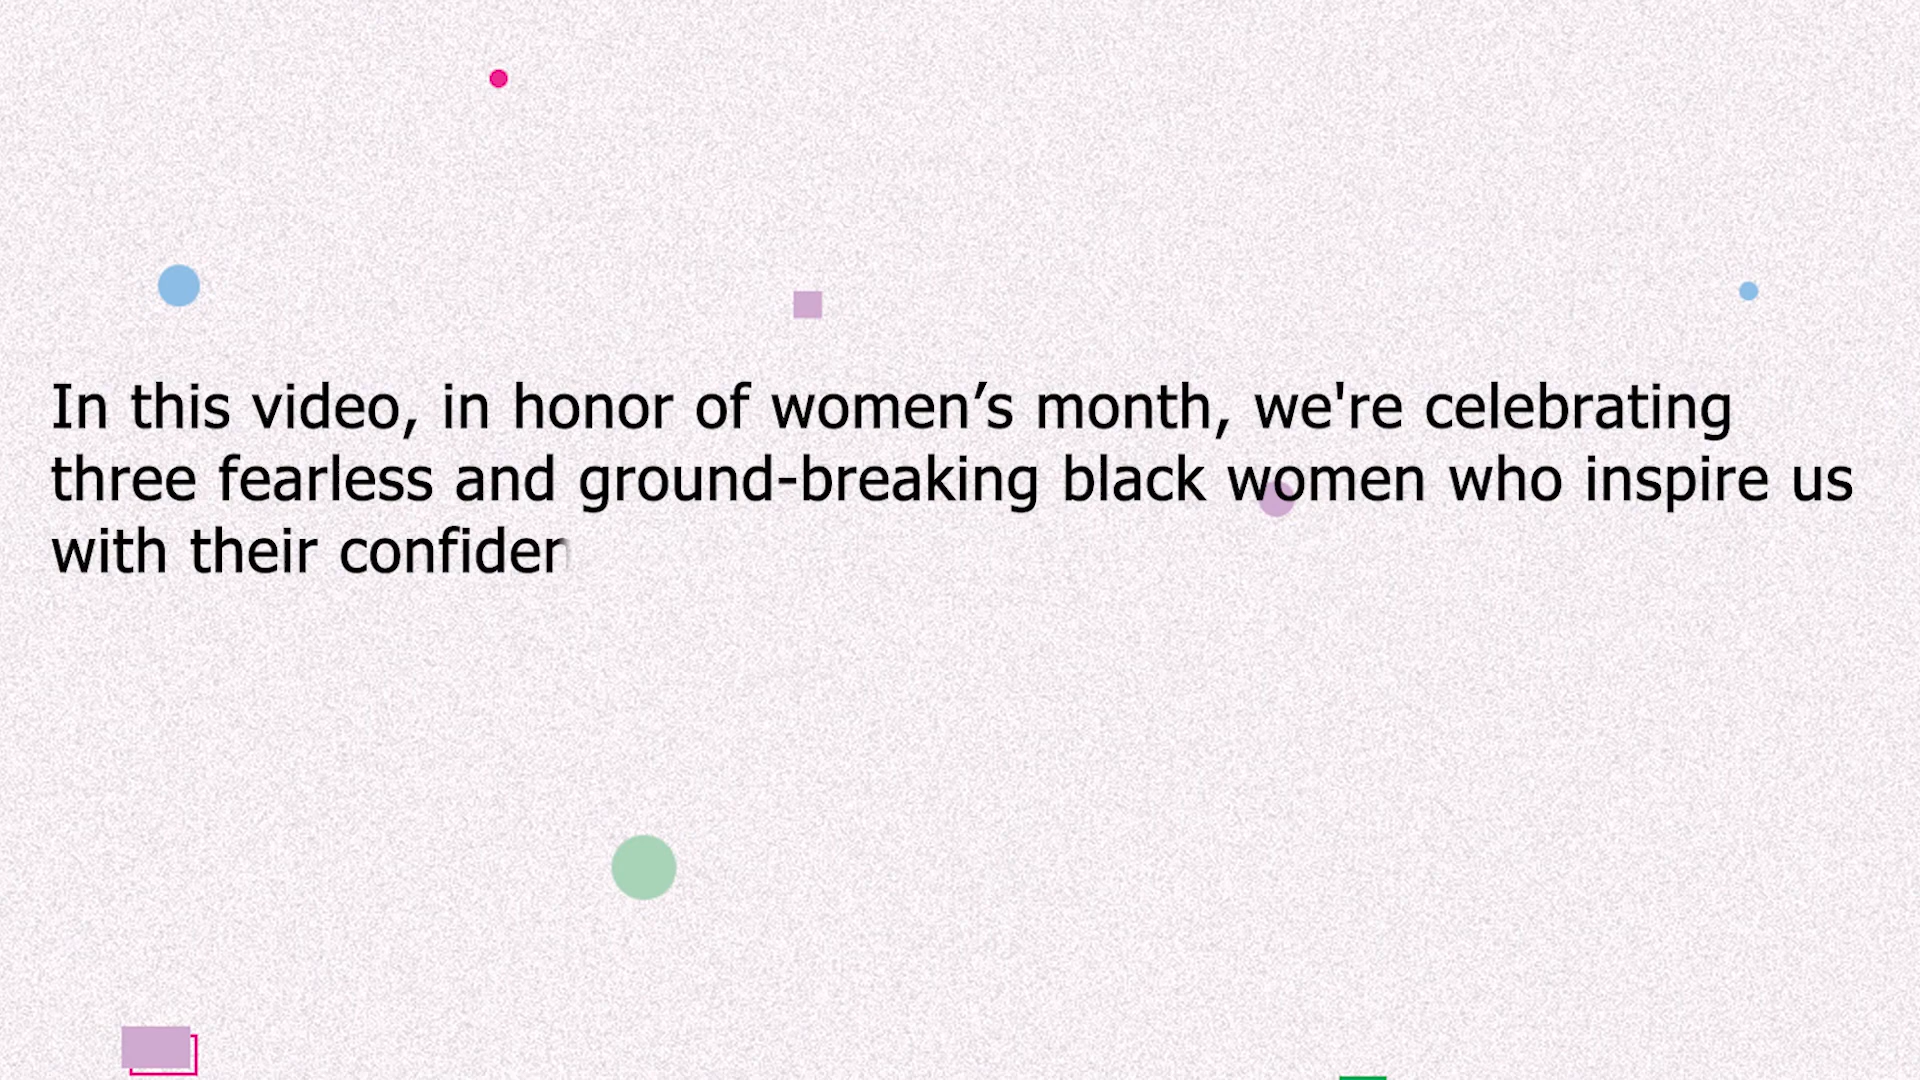 In this video, in honor of women’s month, we're celebrating
three fearless and ground-breaking black women who inspire us
with their